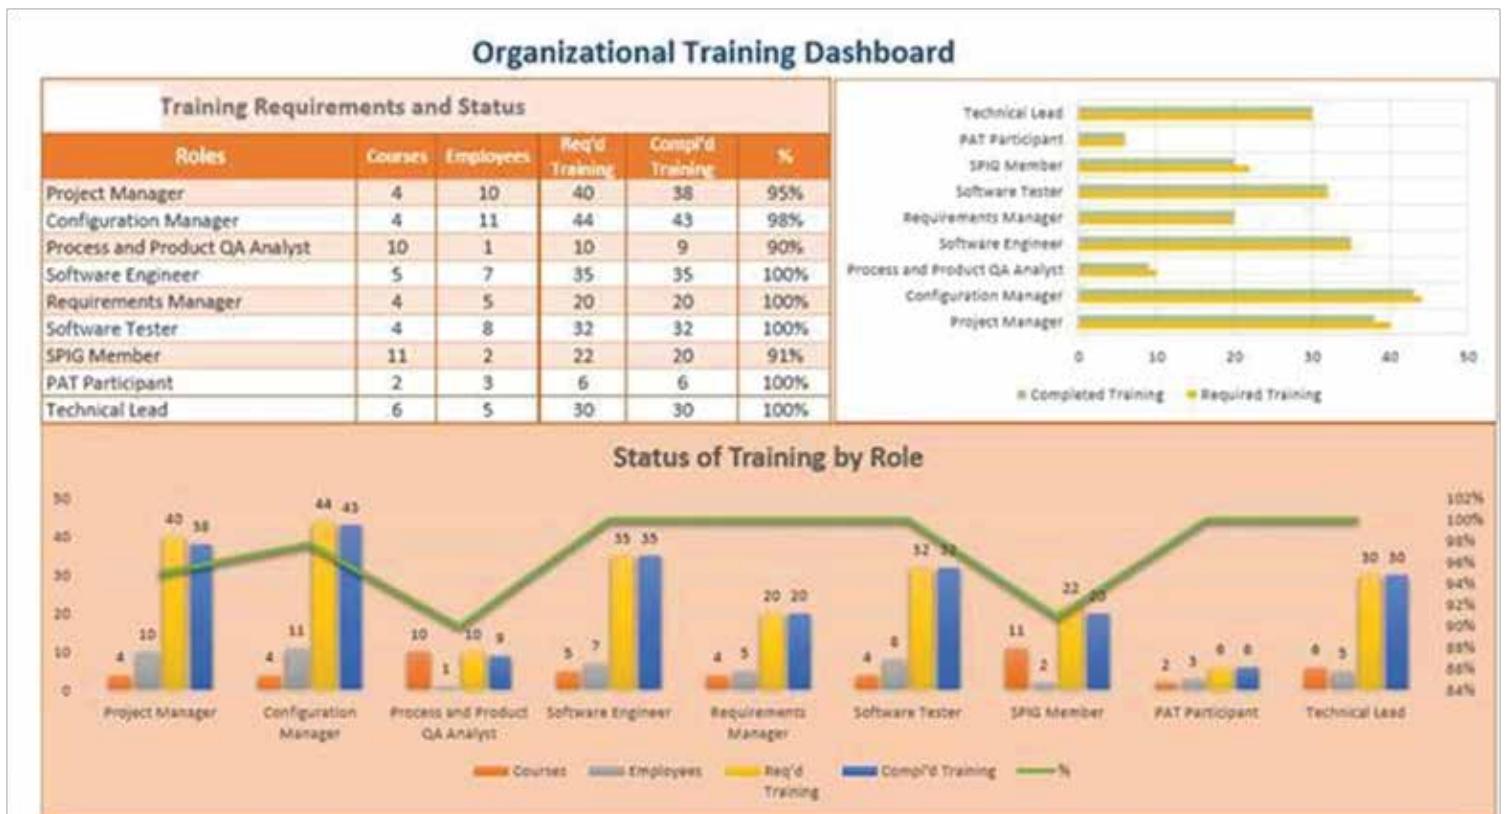 Organizational Training Dashboard
Training Requirements and Status
Roles Courses Employees Req'd Training Compl'd Training %
Project Manager 4 10 40 38 95%
Configuration Manager 4 11 44 43 98%
Process and Product QA Analyst 10 1 10 9 90%
Software Engineer 5 7 35 35 100%
Requirements Manager 4 5 20 20 100%
Software Tester 4 8 32 32 100%
SPIG Member 11 2 22 20 91%
PAT Participant 2 3 6 6 100%
Technical Lead 6 5 30 30 100%
Technical Lead
PAT Participant
SPIG Member
Software Tester
Requirements Manager
Software Engineer
Process and Product QA Analyst
Configuration Manager
Project Manager
0 10 20 30 40 50
Completed Training Required Training
Status of Training by Role
50
40
30
20
10
0
4 10 40 38
4 11 44 43
10 1 10 9
5 7 35 35
4 5 20 20
4 8 32 32
11 2 22 20
2 3 6 6
6 5 30 30
102%
100%
98%
96%
94%
92%
90%
88%
86%
84%
Project Manager
Configuration
Manager
Process and Product
QA Analyst
Software Engineer
Requirements
Manager
Software Tester
SPIG Member
PAT Participant
Technical Lead
Courses Employees Req'd Training Compl'd Training %